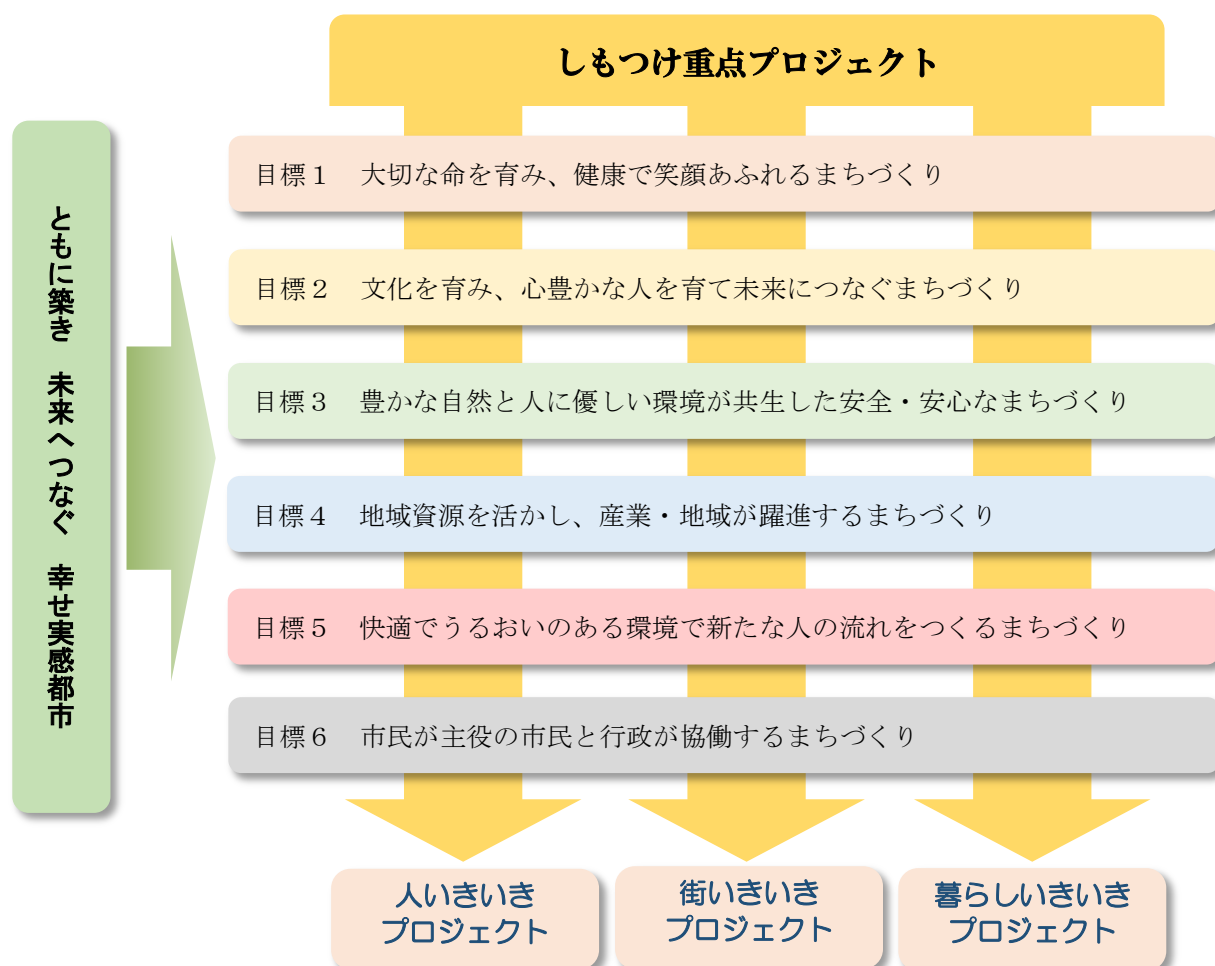 しもつけ重点プロジェクト
ともに築き　未来へつなぐ　幸せ実感都市
目標１　大切な命を育み、健康で笑顔あふれるまちづくり
目標２　文化を育み、心豊かな人を育て未来につなぐまちづくり
目標３　豊かな自然と人に優しい環境が共生した安全・安心なまちづくり
目標４　地域資源を活かし、産業・地域が躍進するまちづくり
目標５　快適でうるおいのある環境で新たな人の流れをつくるまちづくり
目標６　市民が主役の市民と行政が協働するまちづくり
人いきいき
プロジェクト
街いきいき
プロジェクト
暮らしいきいき
プロジェクト